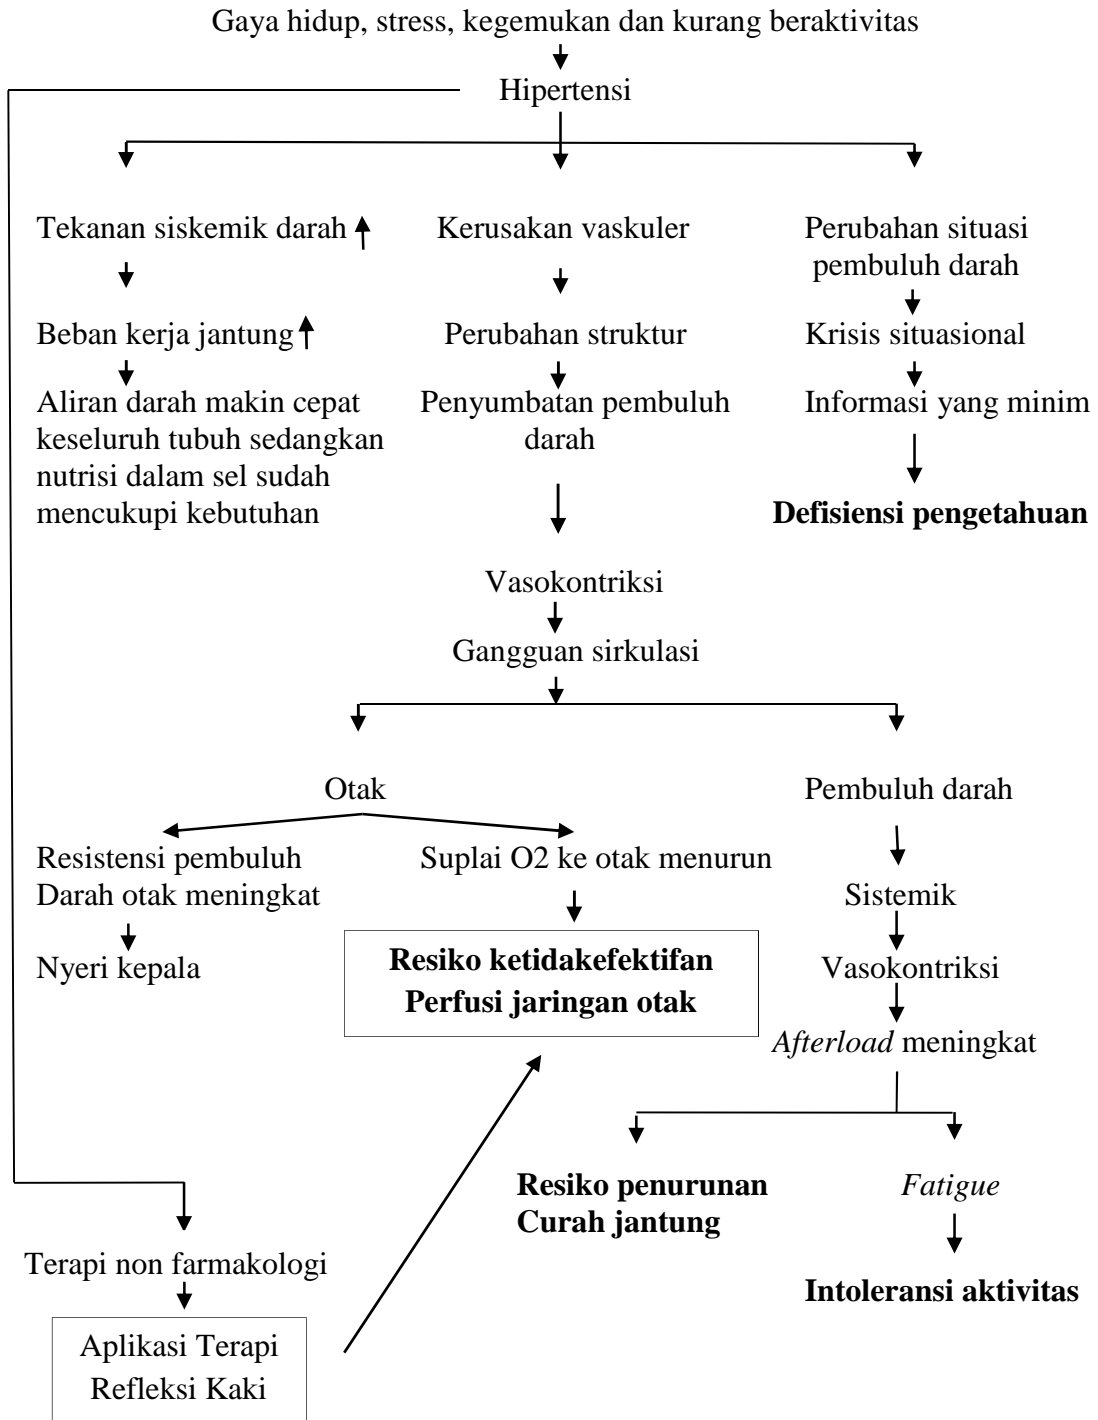 Gaya hidup, stress, kegemukan dan kurang beraktivitas
Hipertensi
Tekanan siskemik darah
Kerusakan vaskuler
Perubahan situasi
pembuluh darah
Beban kerja jantung
Perubahan struktur
Krisis situasional
Aliran darah makin cepat
keseluruh tubuh sedangkan
nutrisi dalam sel sudah
mencukupi kebutuhan
Penyumbatan pembuluh
darah
Informasi yang minim
Defisiensi pengetahuan
Vasokontriksi
Gangguan sirkulasi
Otak
Pembuluh darah
Resistensi pembuluh
Darah otak meningkat
Suplai O2 ke otak menurun
Sistemik
Nyeri kepala
Resiko ketidakefektifan
Perfusi jaringan otak
Vasokontriksi
Afterload meningkat
Resiko penurunan
Curah jantung
Fatigue
Terapi non farmakologi
Intoleransi aktivitas
Aplikasi Terapi
Refleksi Kaki